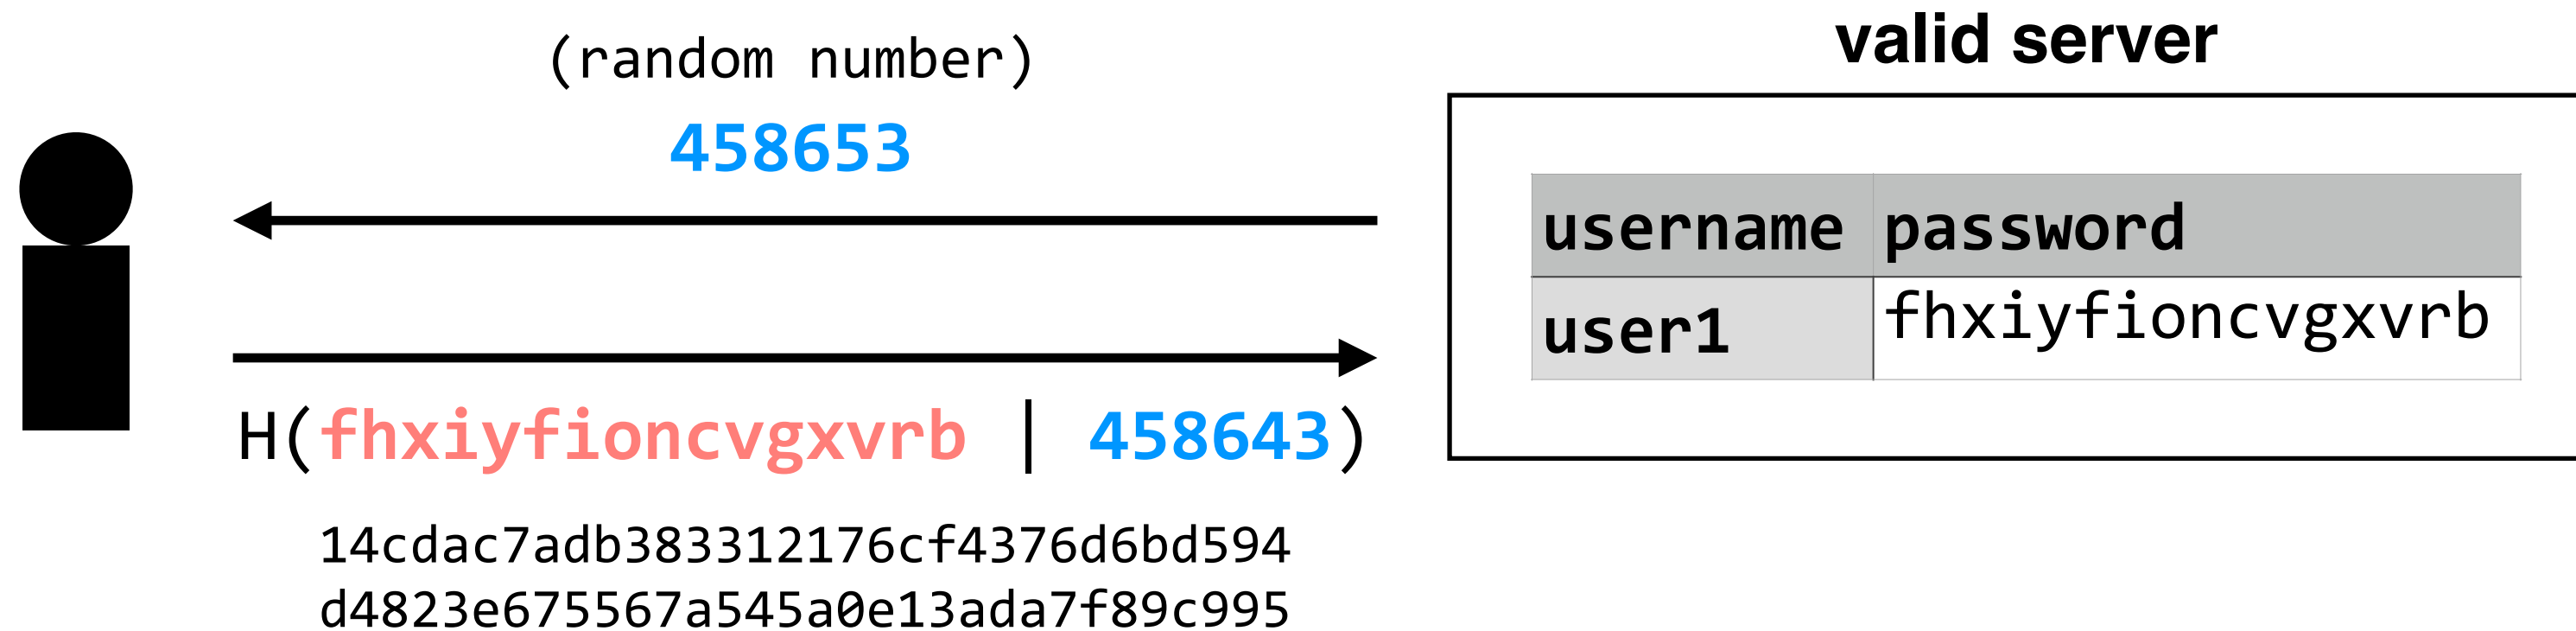 (random number)
458653
valid server
username password
user1 fhxiyfioncvgxvrb
H(fhxiyfioncvgxvrb | 458643)
14cdac7adb383312176cf4376d6bd594
d4823e675567a545a0e13ada7f89c995